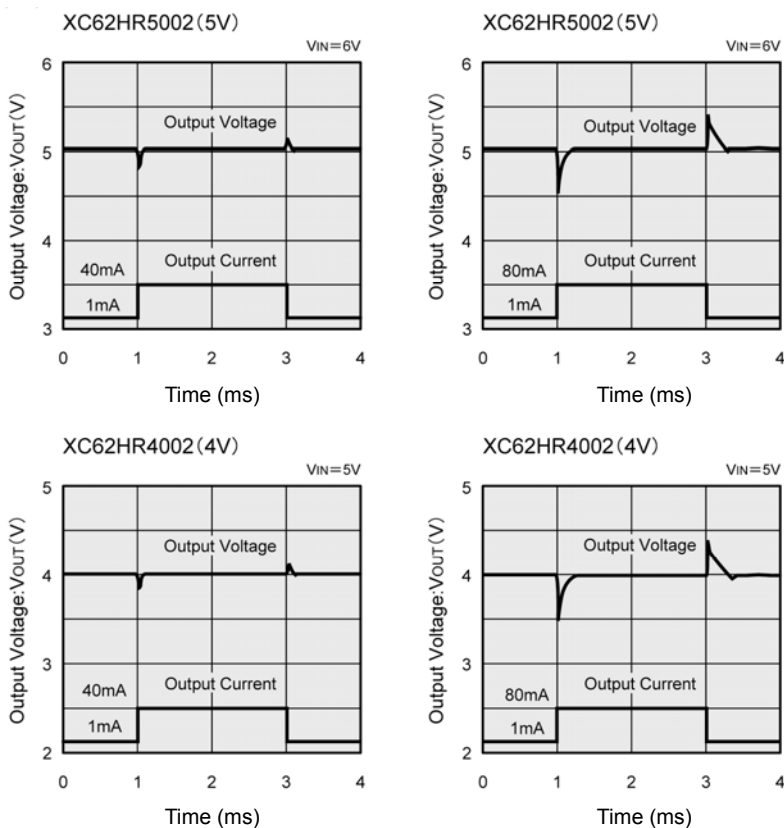 XC62HR5002(5V)
VIN=6V
Output Voltage:VOUT(V)
6
5
4
3
Output Voltage
Output Current
40mA
1mA
0 1 2 3 4
Time (ms)
XC62HR5002(5V)
VIN=6V
Output Voltage:VOUT(V)
6
5
4
3
Output Voltage
Output Current
80mA
1mA
0 1 2 3 4
Time (ms)
XC62HR4002(4V)
VIN=5V
Output Voltage:VOUT(V)
5
4
3
2
Output Voltage
Output Current
40mA
1mA
0 1 2 3 4
Time (ms)
XC62HR4002(4V)
VIN=5V
Output Voltage:VOUT(V)
5
4
3
2
Output Voltage
Output Current
80mA
1mA
0 1 2 3 4
Time (ms)